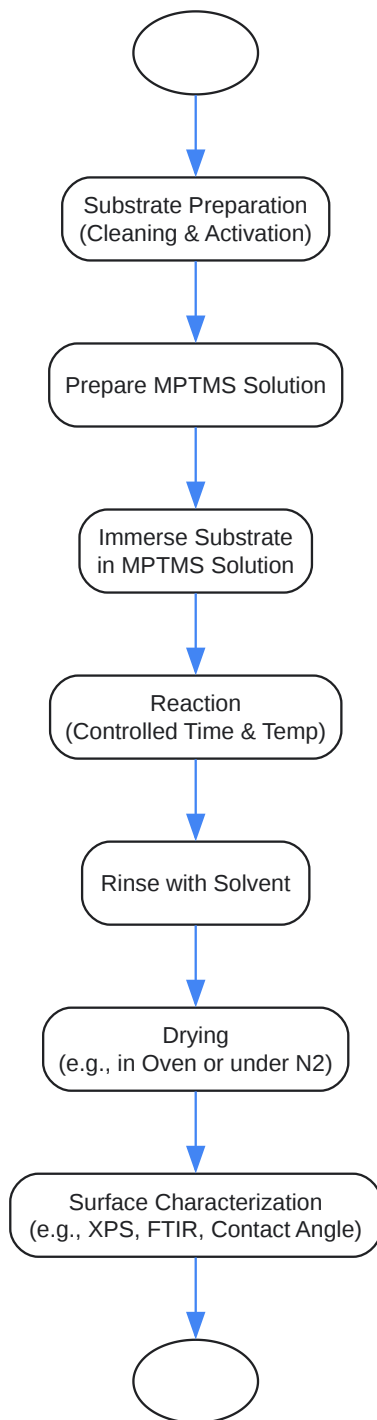 Substrate Preparation
(Cleaning & Activation)
Prepare MPTMS Solution
Immerse Substrate
in MPTMS Solution
Reaction
(Controlled Time & Temp)
Rinse with Solvent
Drying
(e.g., in Oven or under N2)
Surface Characterization
(e.g., XPS, FTIR, Contact Angle)